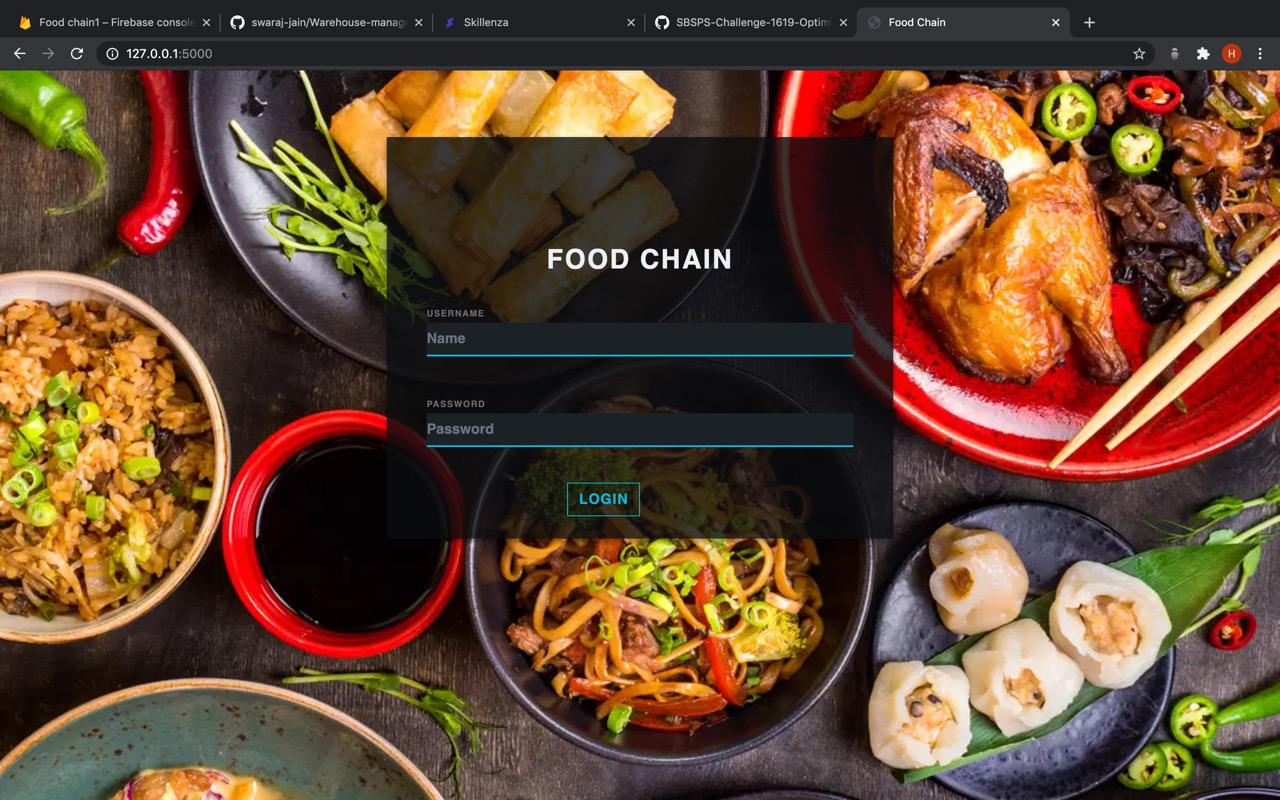 Food chain1 – Firebase console
swaraj-jain/Warehouse-manag
Skillenza
SBSPS-Challenge-1619-Optimi
Food Chain
127.0.0.1:5000
H
FOOD CHAIN
USERNAME
Name
PASSWORD
Password
LOGIN